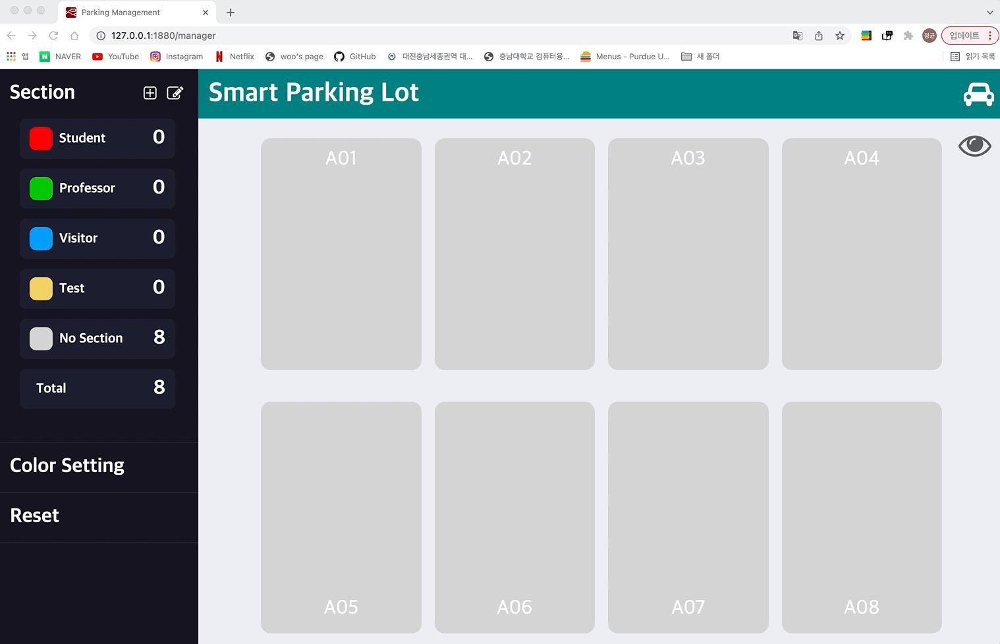 Parking Management
127.0.0.1:1880/manager
정균
업데이트
앱
NAVER
YouTube
Instagram
Netflix
woo's page
GitHub
대전충남세종권역 대...
충남대학교 컴퓨터융...
Menus - Purdue U...
새 폴더
읽기 목록
Section
Smart Parking Lot
Student 0
Professor 0
Visitor 0
Test 0
No Section 8
Total 8
Color Setting
Reset
A01 A02 A03 A04
A05 A06 A07 A08